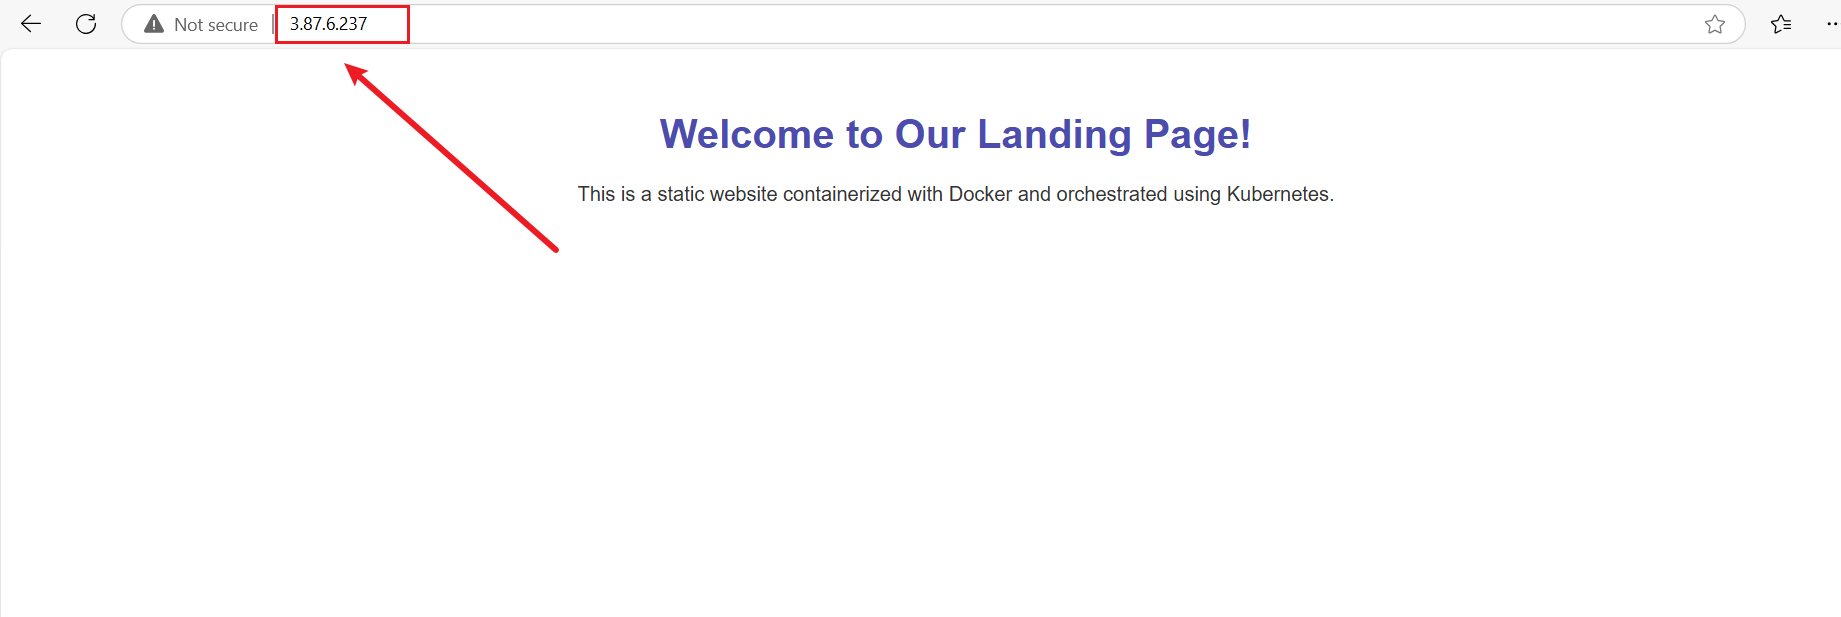 Not secure
3.87.6.237
Welcome to Our Landing Page!
This is a static website containerized with Docker and orchestrated using Kubernetes.